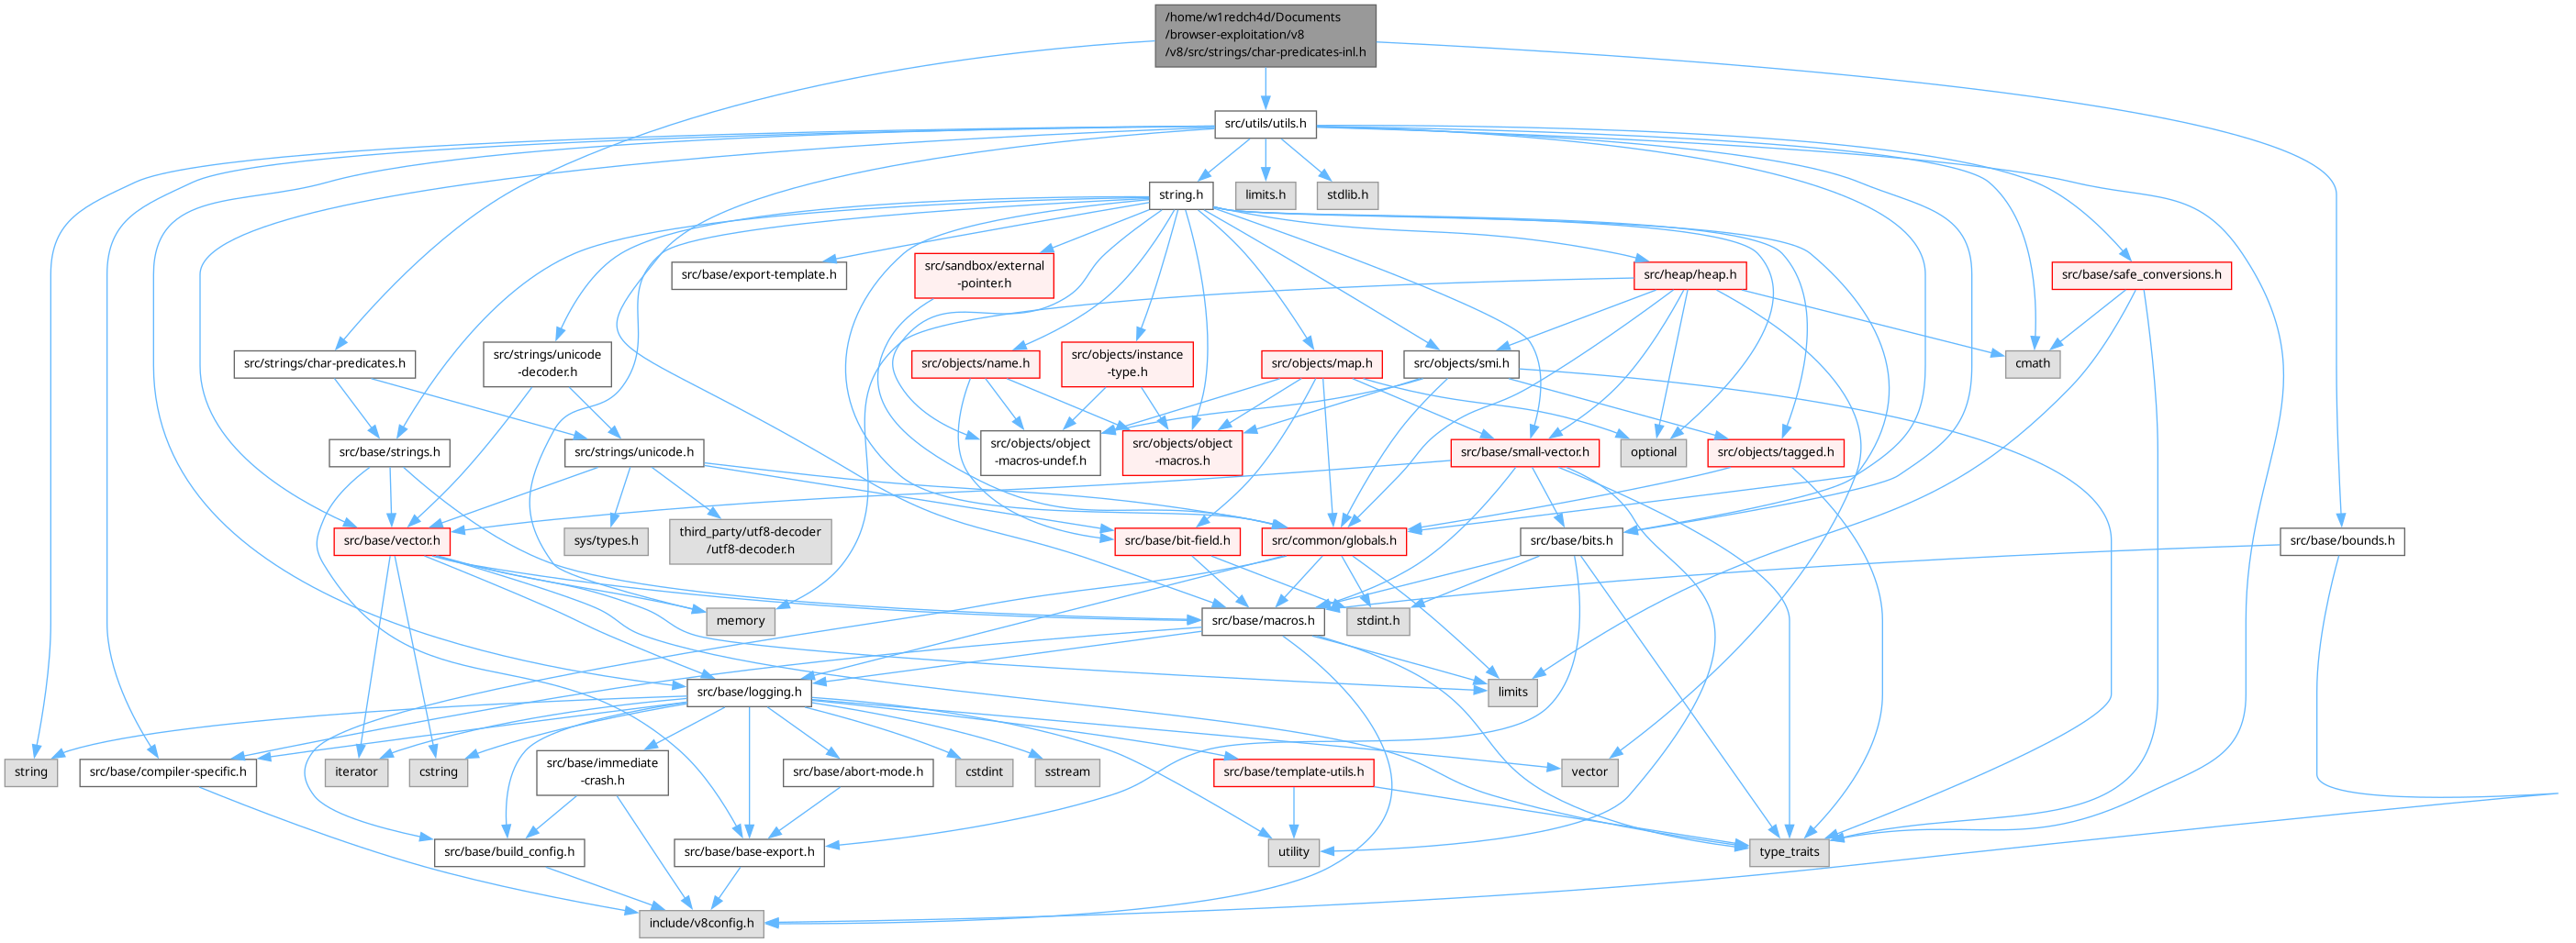 /home/w1redch4d/Documents
/browser-exploitation/v8
/v8/src/strings/char-predicates-inl.h
src/utils/utils.h
string.h
limits.h
stdlib.h
src/base/export-template.h
src/sandbox/external
-pointer.h
src/heap/heap.h
src/base/safe_conversions.h
src/strings/char-predicates.h
src/strings/unicode
-decoder.h
src/objects/name.h
src/objects/instance
-type.h
src/objects/map.h
src/objects/smi.h
cmath
src/base/strings.h
src/strings/unicode.h
src/objects/object
-macros-undef.h
src/objects/object
-macros.h
src/base/small-vector.h
optional
src/objects/tagged.h
src/base/vector.h
sys/types.h
third_party/utf8-decoder
/utf8-decoder.h
src/base/bit-field.h
src/common/globals.h
src/base/bits.h
src/base/bounds.h
memory
src/base/macros.h
stdint.h
src/base/logging.h
limits
string
src/base/compiler-specific.h
iterator
cstring
src/base/immediate
-crash.h
src/base/abort-mode.h
cstdint
sstream
src/base/template-utils.h
vector
src/base/build_config.h
src/base/base-export.h
utility
type_traits
include/v8config.h